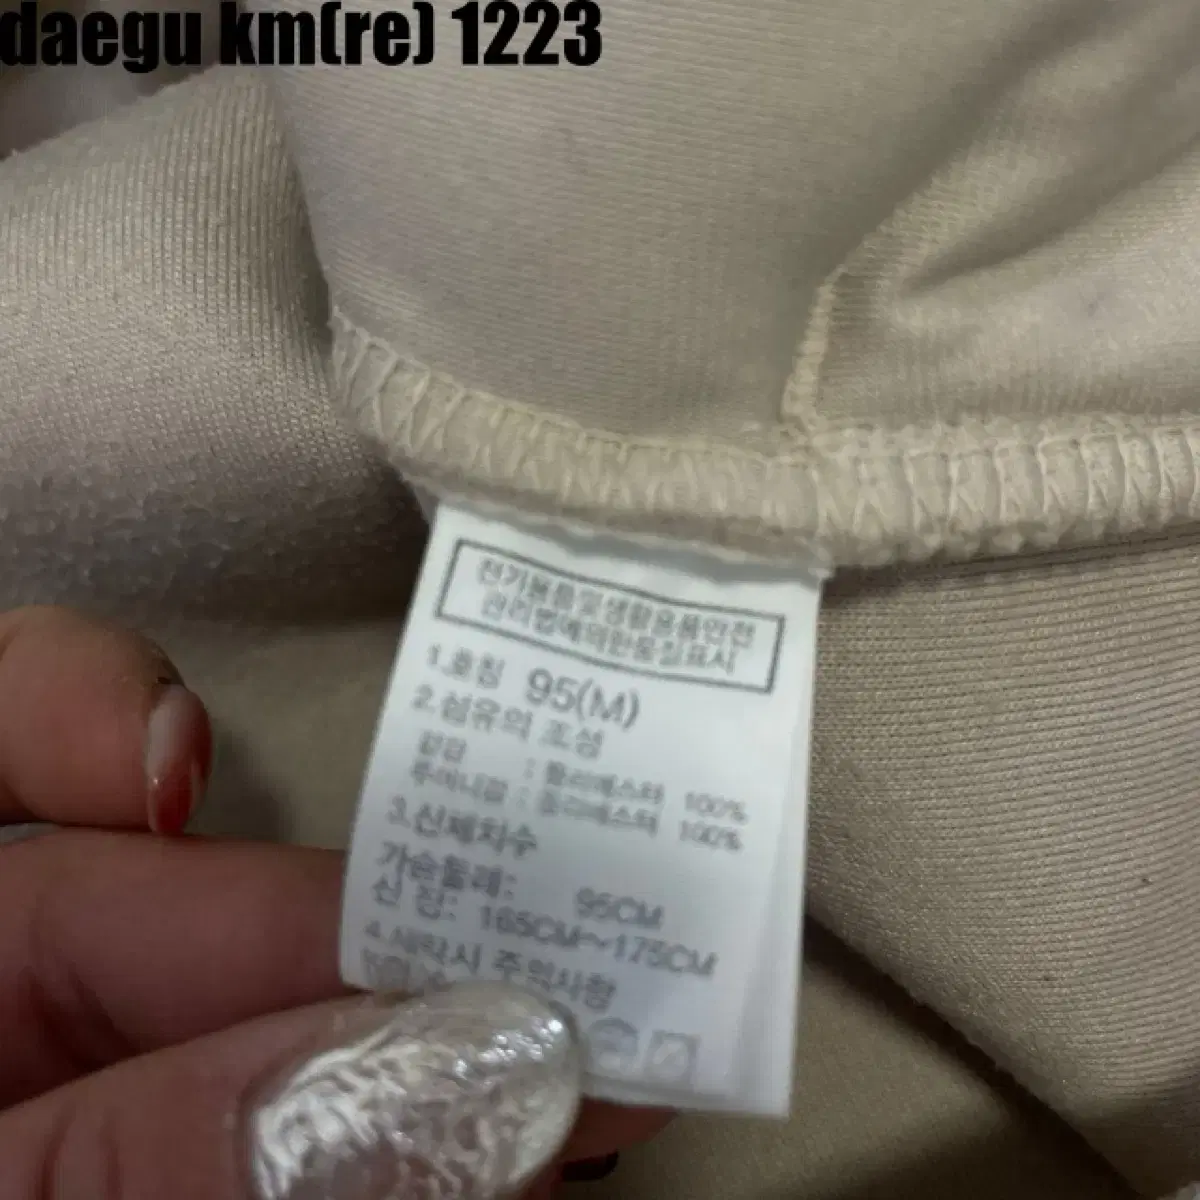 daegu km(re) 1223
전기용품및생활용품안전
관리법에의한품질표시
1.호칭 95(M)
2.섬유의 조성
겉감 : 폴리에스터 100%
주머니감 : 폴리에스터 100%
3.신체치수
가슴둘레: 95CM
신 장: 165CM~175CM
4.세탁시 주의사항